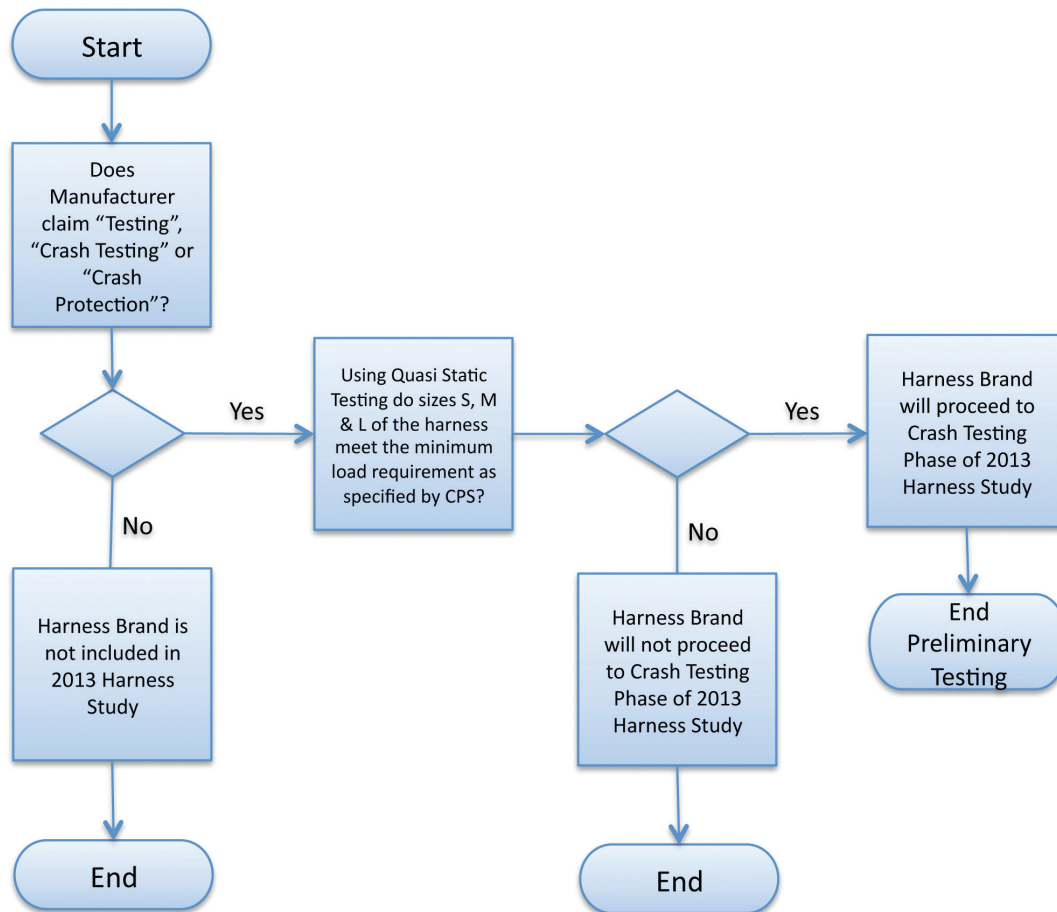 Start
Does
Manufacturer
claim “Testing”,
“Crash Testing” or
“Crash
Protection”?
Yes
No
Harness Brand is
not included in
2013 Harness
Study
End
Using Quasi Static
Testing do sizes S, M
& L of the harness
meet the minimum
load requirement as
specified by CPS?
Yes
No
Harness Brand
will not proceed
to Crash Testing
Phase of 2013
Harness Study
End
Harness Brand
will proceed to
Crash Testing
Phase of 2013
Harness Study
End
Preliminary
Testing